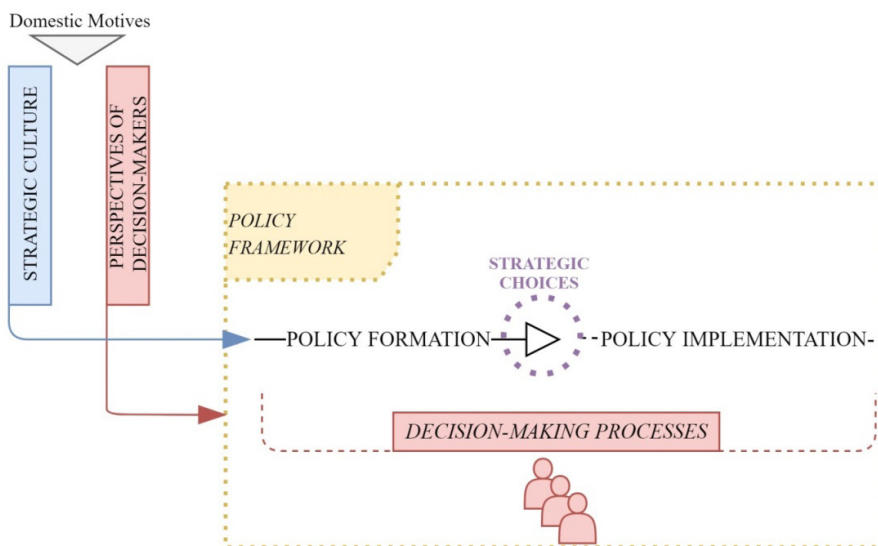 Domestic Motives
STRATEGIC CULTURE
PERSPECTIVES OF
DECISION-MAKERS
POLICY
FRAMEWORK
STRATEGIC
CHOICES
POLICY FORMATION
POLICY IMPLEMENTATION
DECISION-MAKING PROCESSES